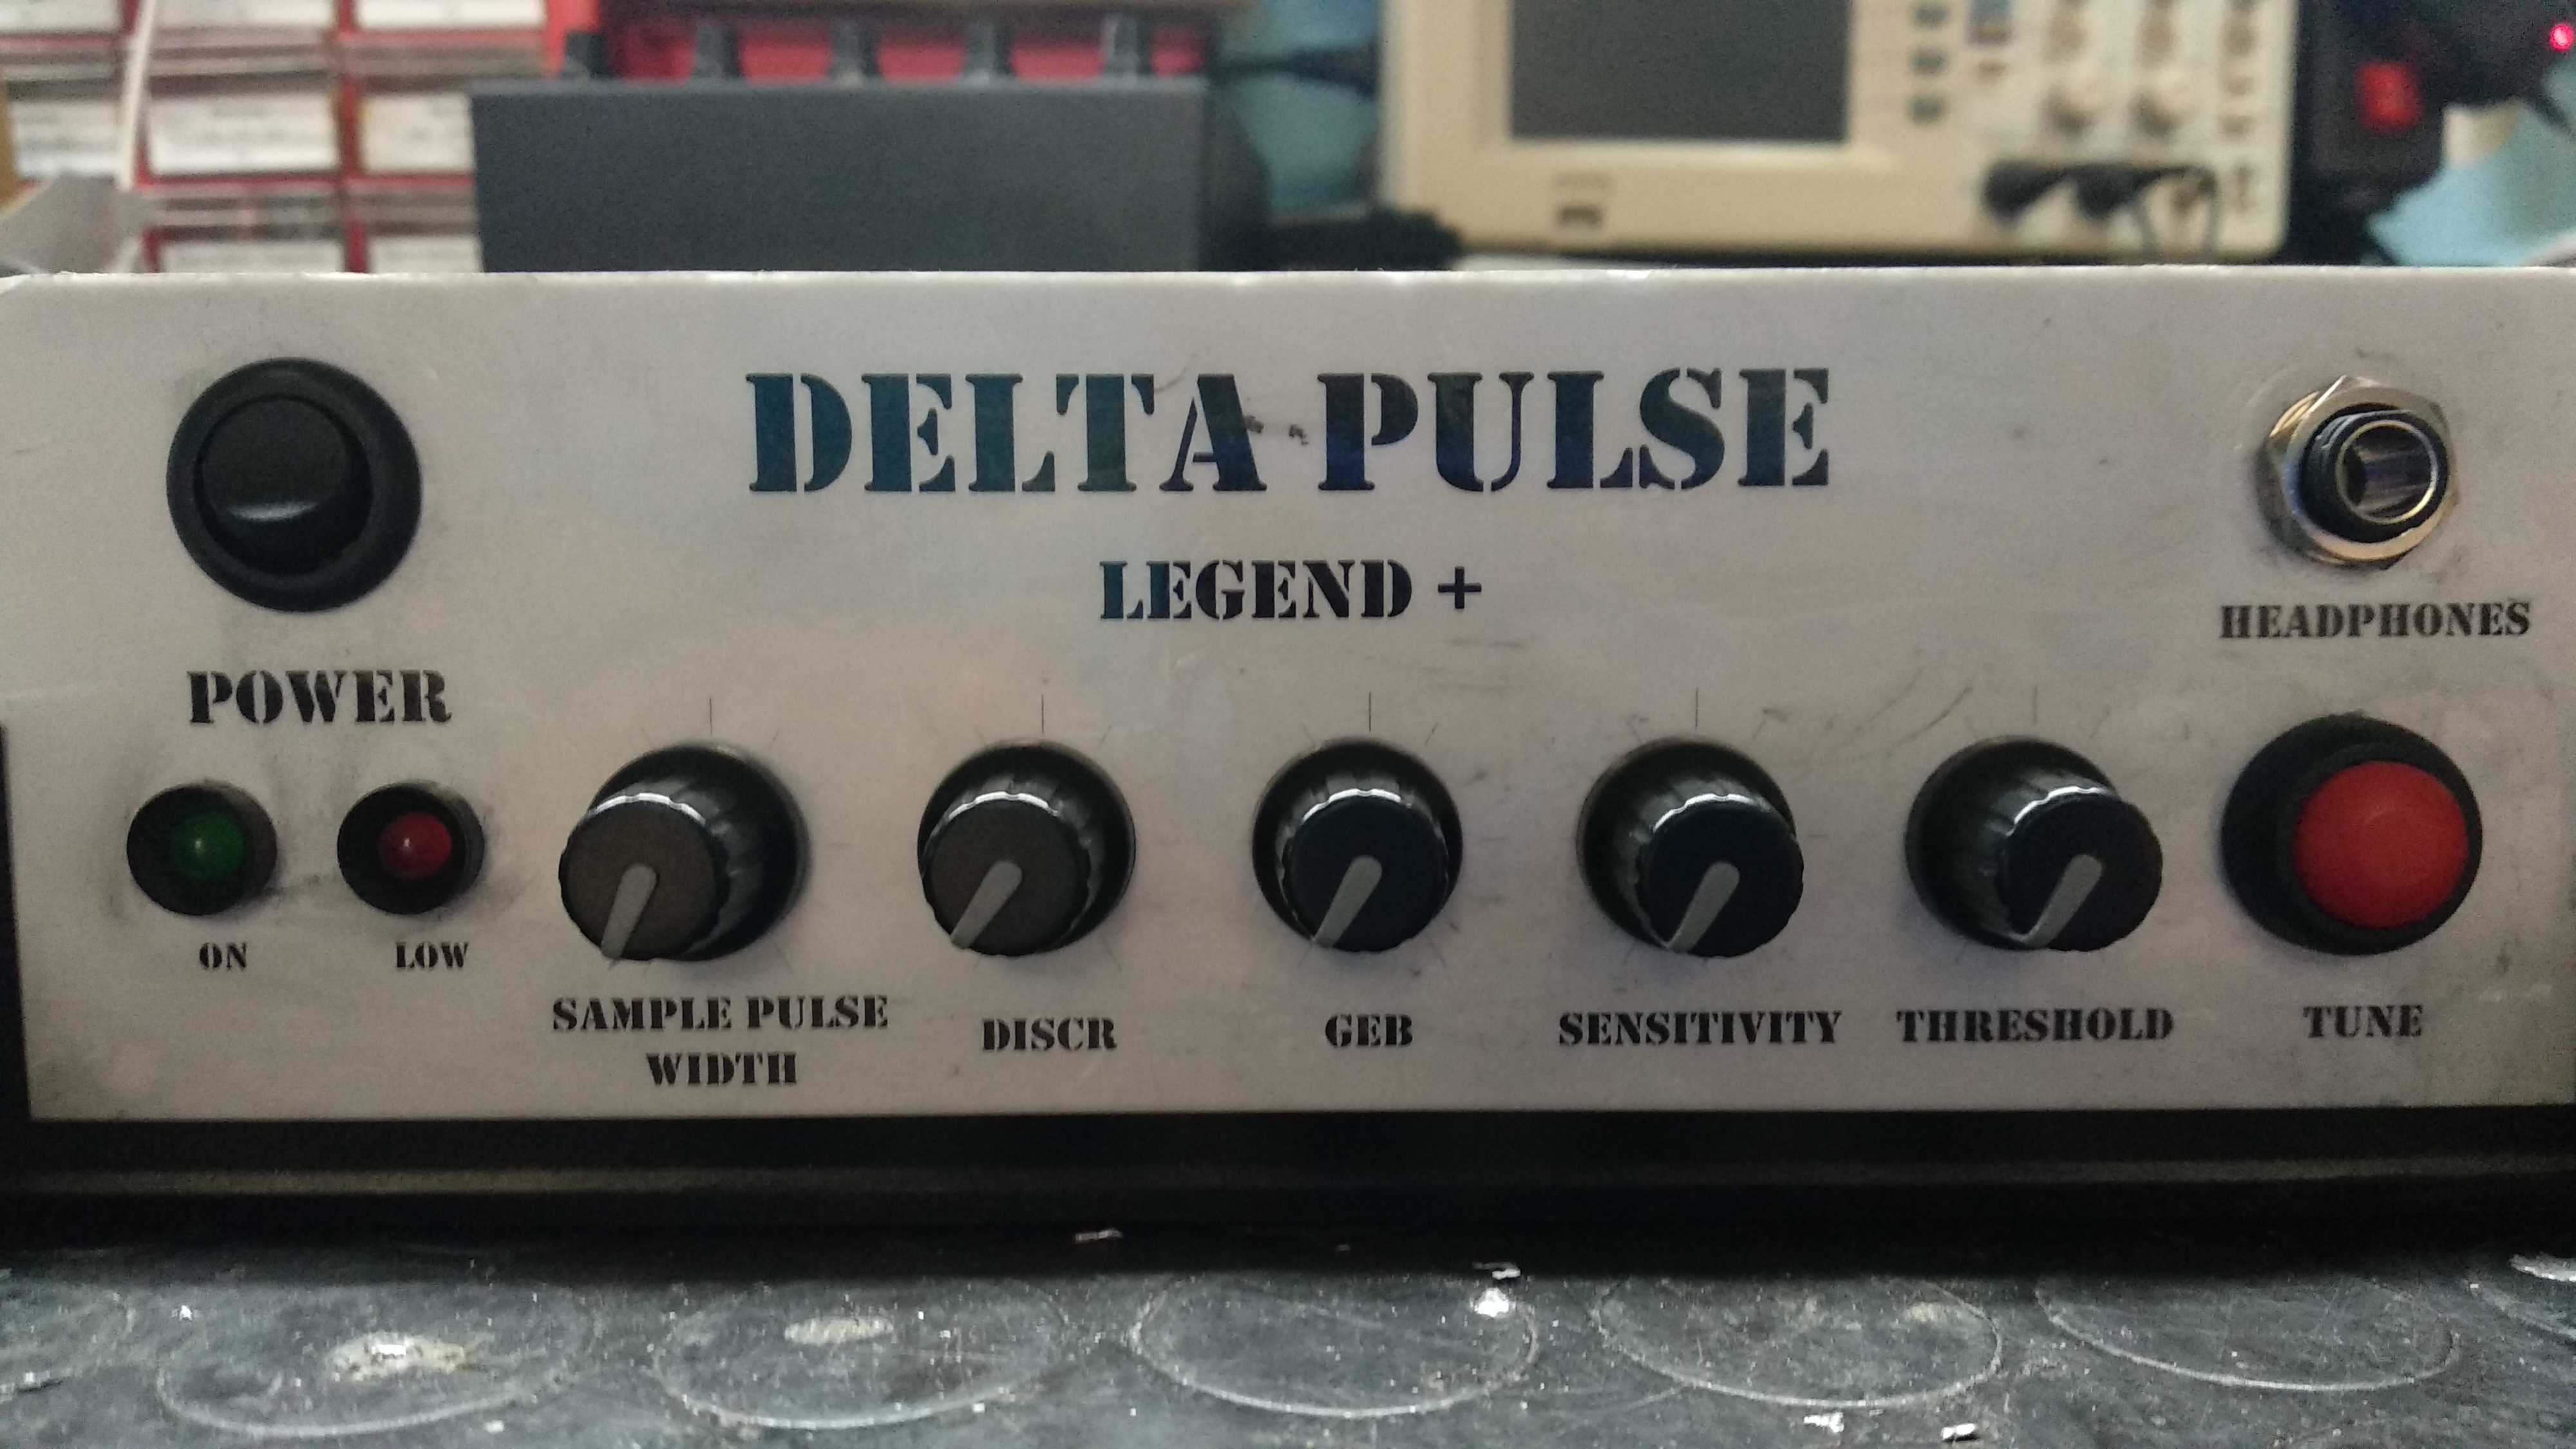 DELTA PULSE
LEGEND +
HEADPHONES
POWER
ON
LOW
SAMPLE PULSE
WIDTH
DISCR
GEB
SENSITIVITY
THRESHOLD
TUNE